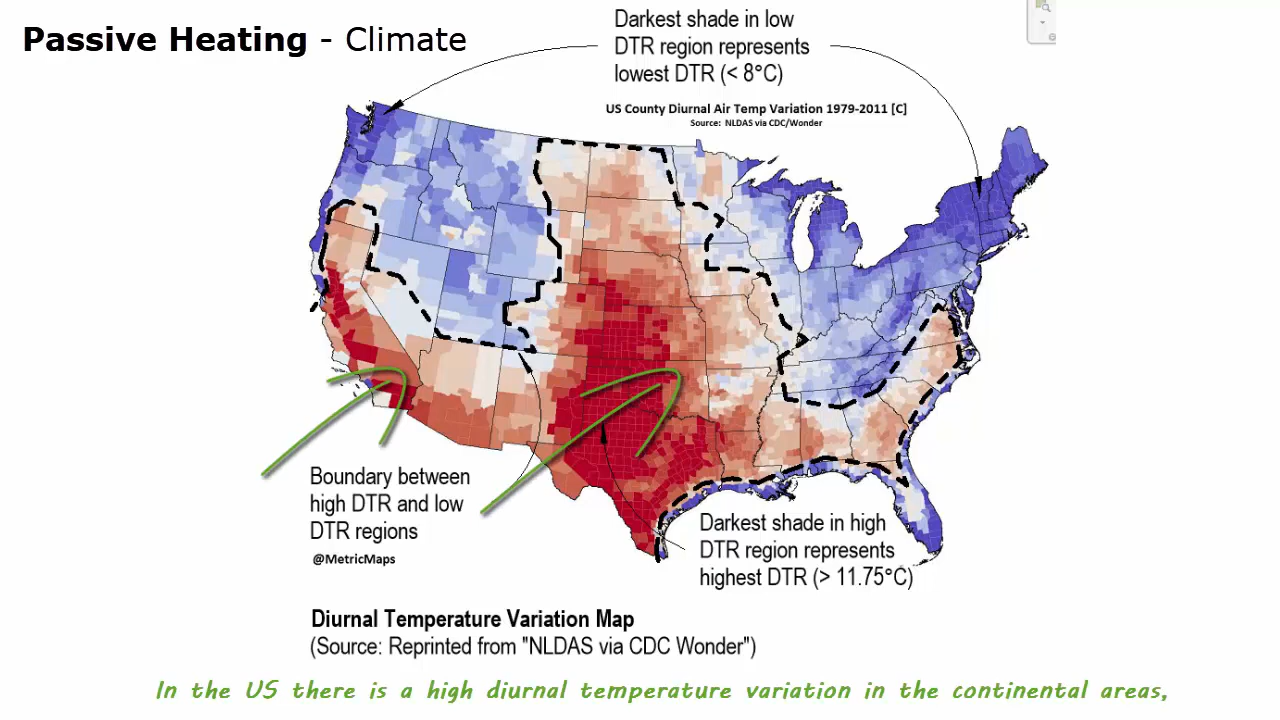 Passive Heating - Climate
Darkest shade in low
DTR region represents
lowest DTR (< 8°C)
US County Diurnal Air Temp Variation 1979-2011 [C]
Source: NLDAS via CDC/Wonder
Boundary between
high DTR and low
DTR regions
@MetricMaps
Darkest shade in high
DTR region represents
highest DTR (> 11.75°C)
Diurnal Temperature Variation Map
(Source: Reprinted from "NLDAS via CDC Wonder")
In the US there is a high diurnal temperature variation in the continental areas,